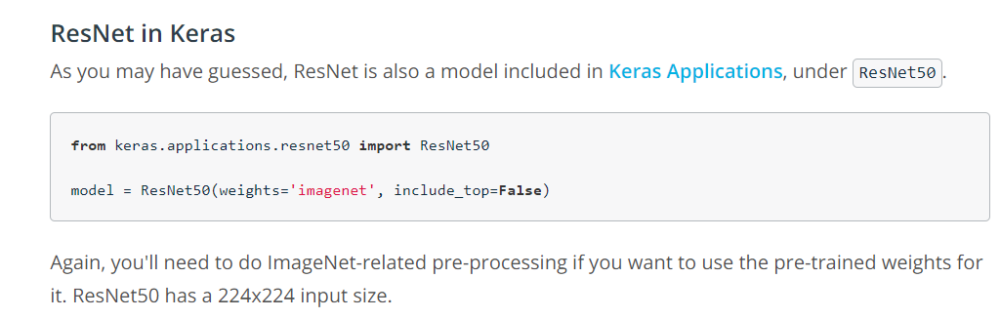 ResNet in Keras
As you may have guessed, ResNet is also a model included in Keras Applications, under ResNet50.
from keras.applications.resnet50 import ResNet50
model = ResNet50(weights='imagenet', include_top=False)
Again, you'll need to do ImageNet-related pre-processing if you want to use the pre-trained weights for
it. ResNet50 has a 224x224 input size.